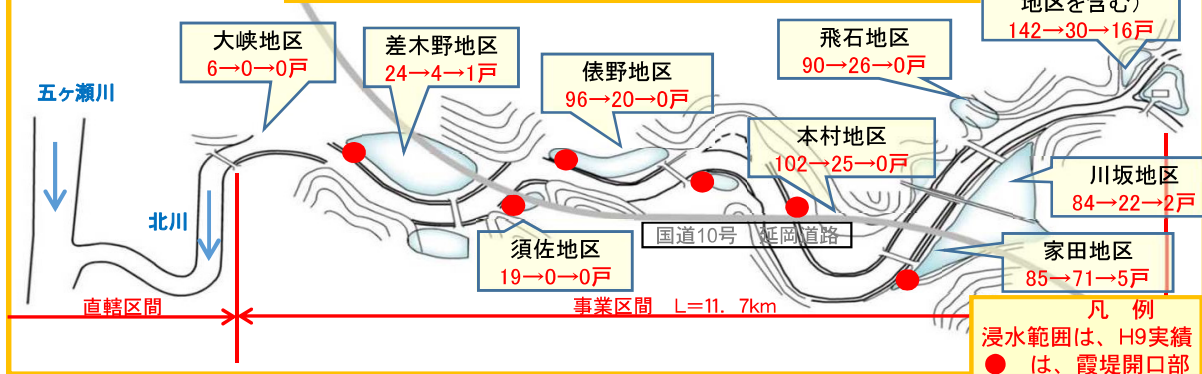 地区を含む)
142→30→16戸
大峡地区
6→0→0戸
差木野地区
24→4→1戸
俵野地区
96→20→0戸
飛石地区
90→26→0戸
五ヶ瀬川
本村地区
102→25→0戸
川坂地区
84→22→2戸
北川
国道10号 延岡道路
須佐地区
19→0→0戸
家田地区
85→71→5戸
直轄区間
事業区間 L=11. 7km
凡 例
浸水範囲は、H9実績
は、霞堤開口部